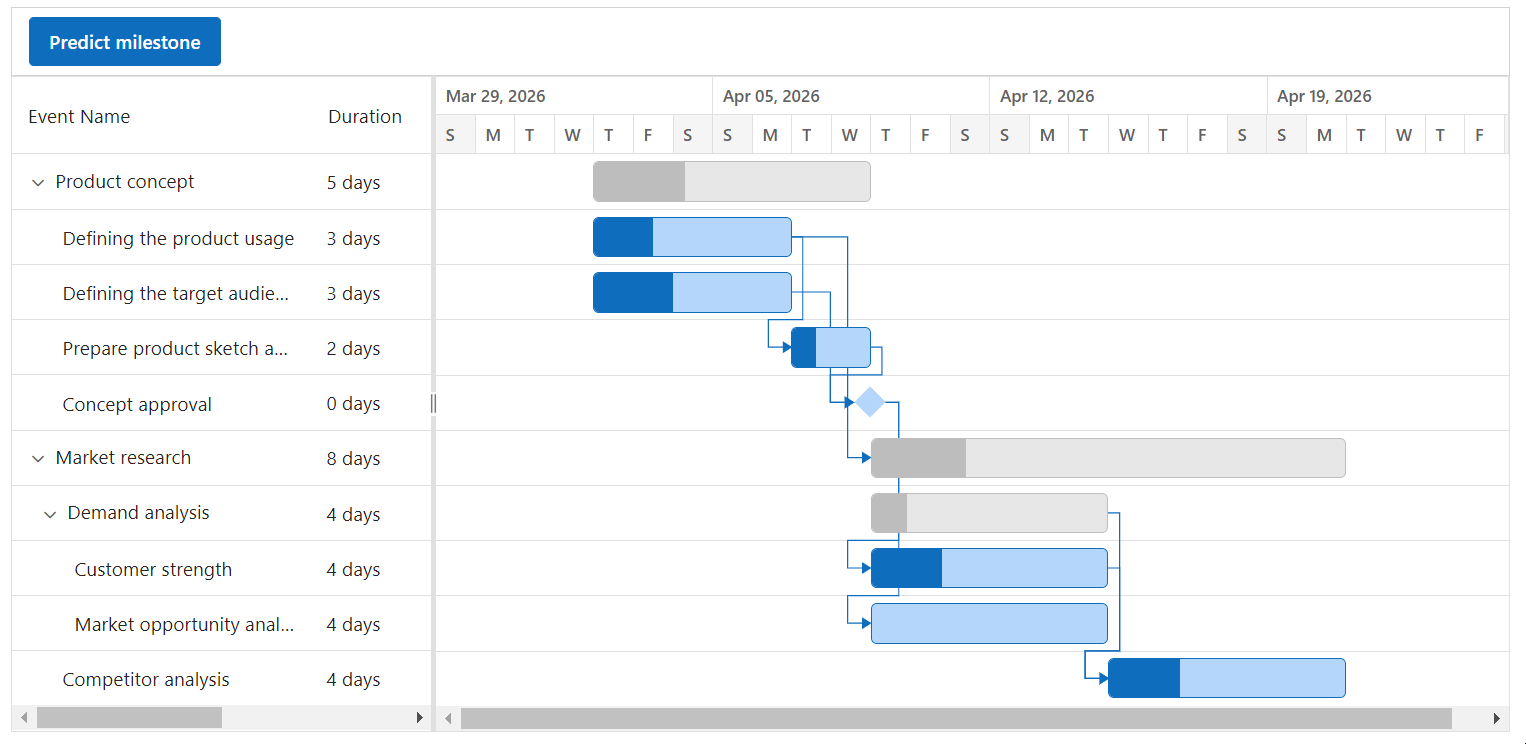 Predict milestone
Event Name Duration
Mar 29, 2026 Apr 05, 2026 Apr 12, 2026 Apr 19, 2026
S M T W T F S S M T W T F S S M T W T F S S M T W T F
Product concept 5 days
Defining the product usage 3 days
Defining the target audie... 3 days
Prepare product sketch a... 2 days
Concept approval 0 days
Market research 8 days
Demand analysis 4 days
Customer strength 4 days
Market opportunity anal... 4 days
Competitor analysis 4 days